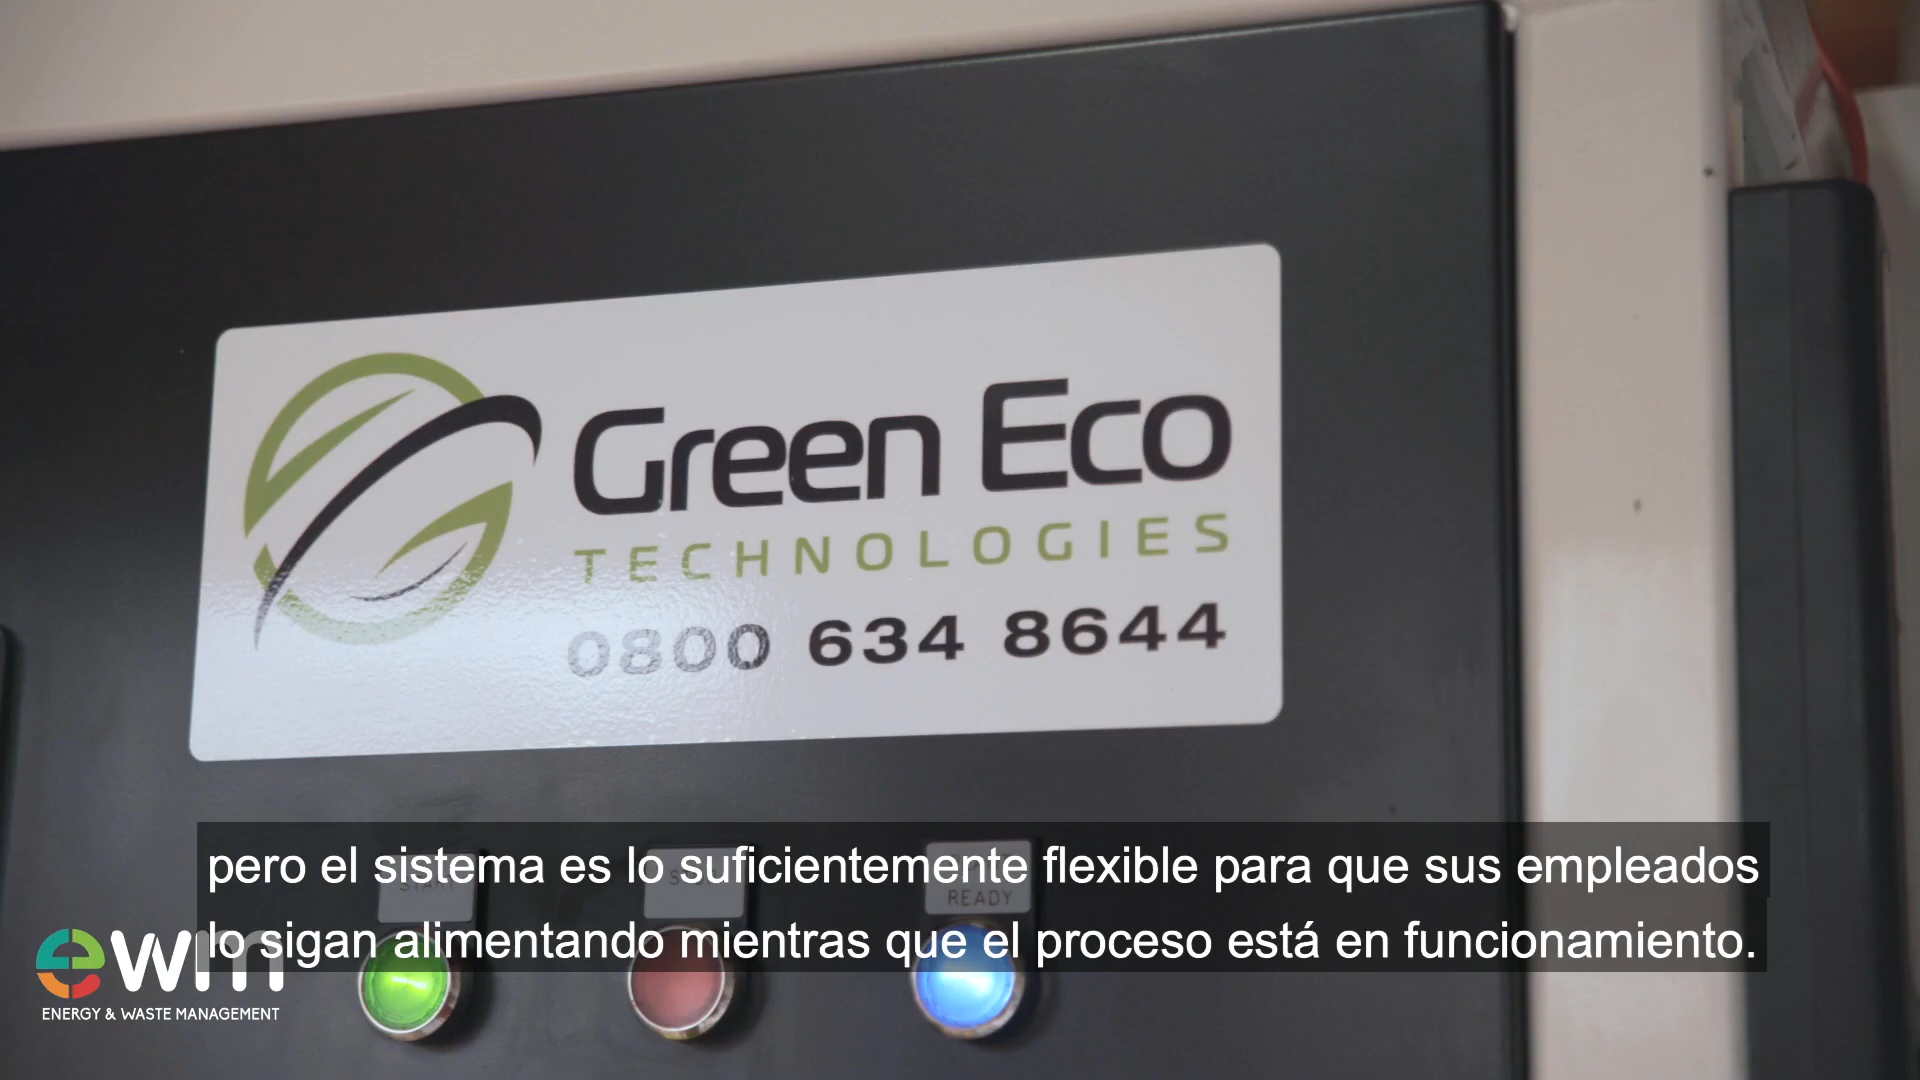 Green Eco
TECHNOLOGIES
0800 634 8644
START
READY
pero el sistema es lo suficientemente flexible para que sus empleados
lo sigan alimentando mientras que el proceso está en funcionamiento.
ewm
ENERGY & WASTE MANAGEMENT